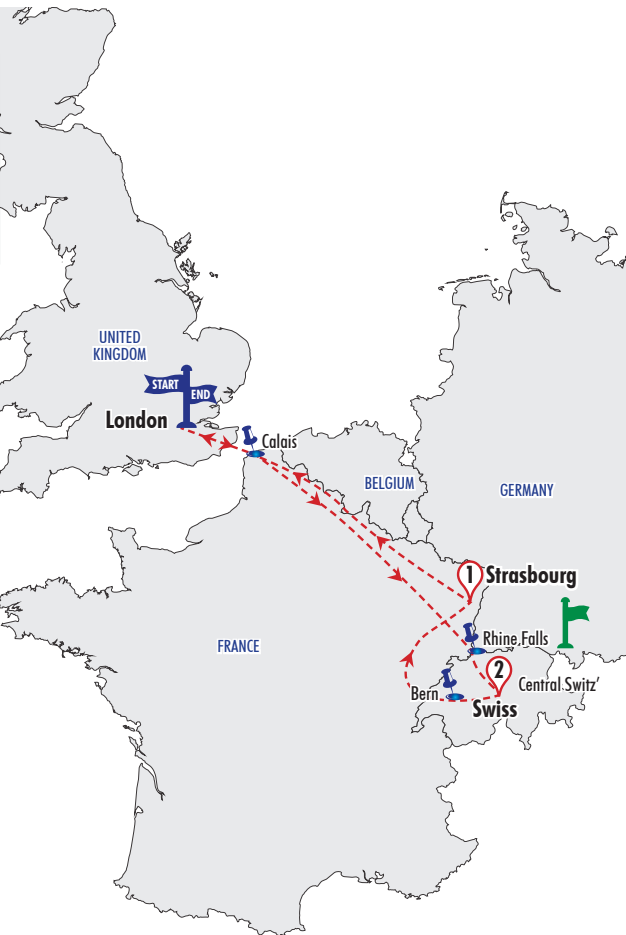 UNITED
KINGDOM
START
END
London
Calais
BELGIUM
GERMANY
1 Strasbourg
FRANCE
Rhine Falls
2
Central Switz'
Bern
Swiss